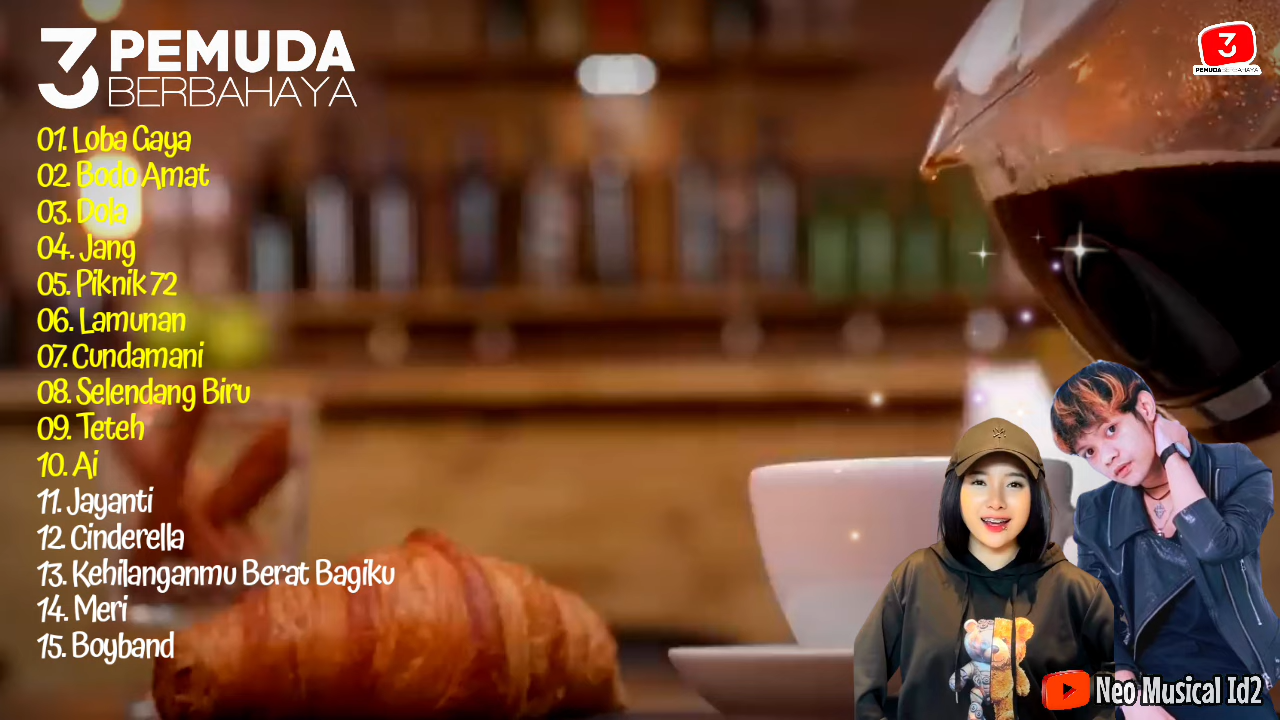 3 PEMUDA
BERBAHAYA
3
PEMUDA BERBAHAYA
01. Loba Gaya
02. Bodo Amat
03. Dola
04. Jang
05. Piknik 72
06. Lamunan
07. Cundamani
08. Selendang Biru
09. Teteh
10. Ai
11. Jayanti
12. Cinderella
13. Kehilanganmu Berat Bagiku
14. Meri
15. Boyband
Neo Musical Id2